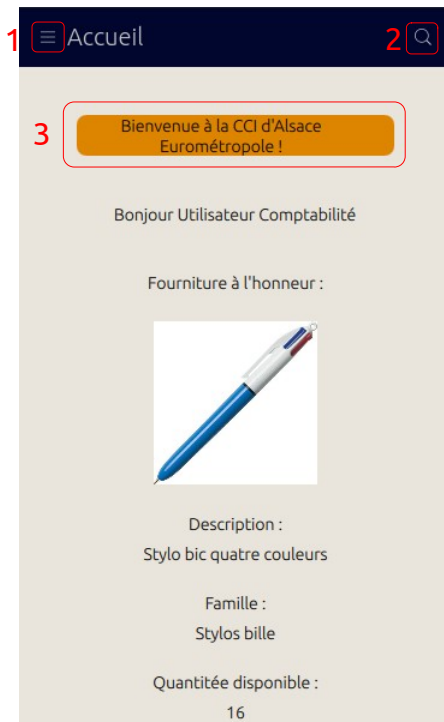 1 Accueil 2
3
Bienvenue à la CCI d'Alsace
Eurométropole !
Bonjour Utilisateur Comptabilité
Fourniture à l'honneur :
Description :
Stylo bic quatre couleurs
Famille :
Stylos bille
Quantitée disponible :
16